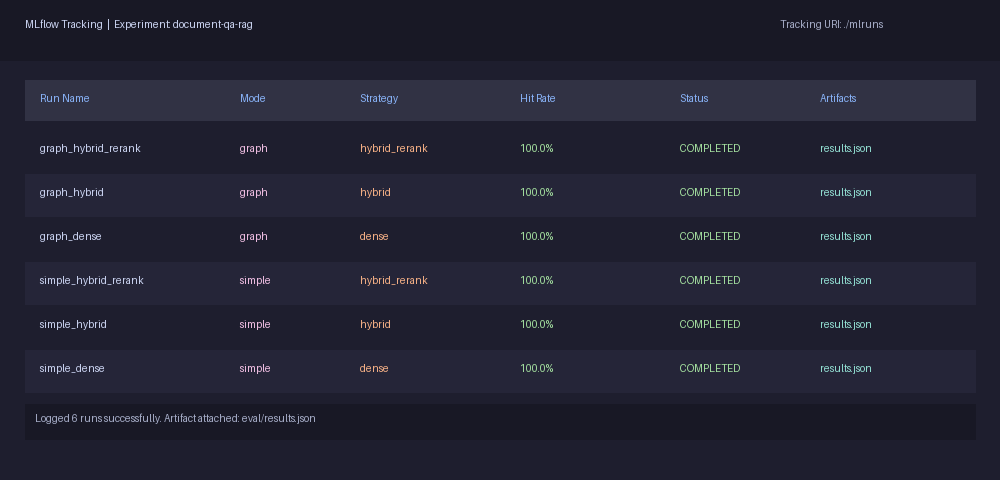 MLflow Tracking | Experiment: document-qa-rag Tracking URI: ./mlruns
Run Name Mode Strategy Hit Rate Status Artifacts
graph_hybrid_rerank graph hybrid_rerank 100.0% COMPLETED results.json
graph_hybrid graph hybrid 100.0% COMPLETED results.json
graph_dense graph dense 100.0% COMPLETED results.json
simple_hybrid_rerank simple hybrid_rerank 100.0% COMPLETED results.json
simple_hybrid simple hybrid 100.0% COMPLETED results.json
simple_dense simple dense 100.0% COMPLETED results.json
Logged 6 runs successfully. Artifact attached: eval/results.json